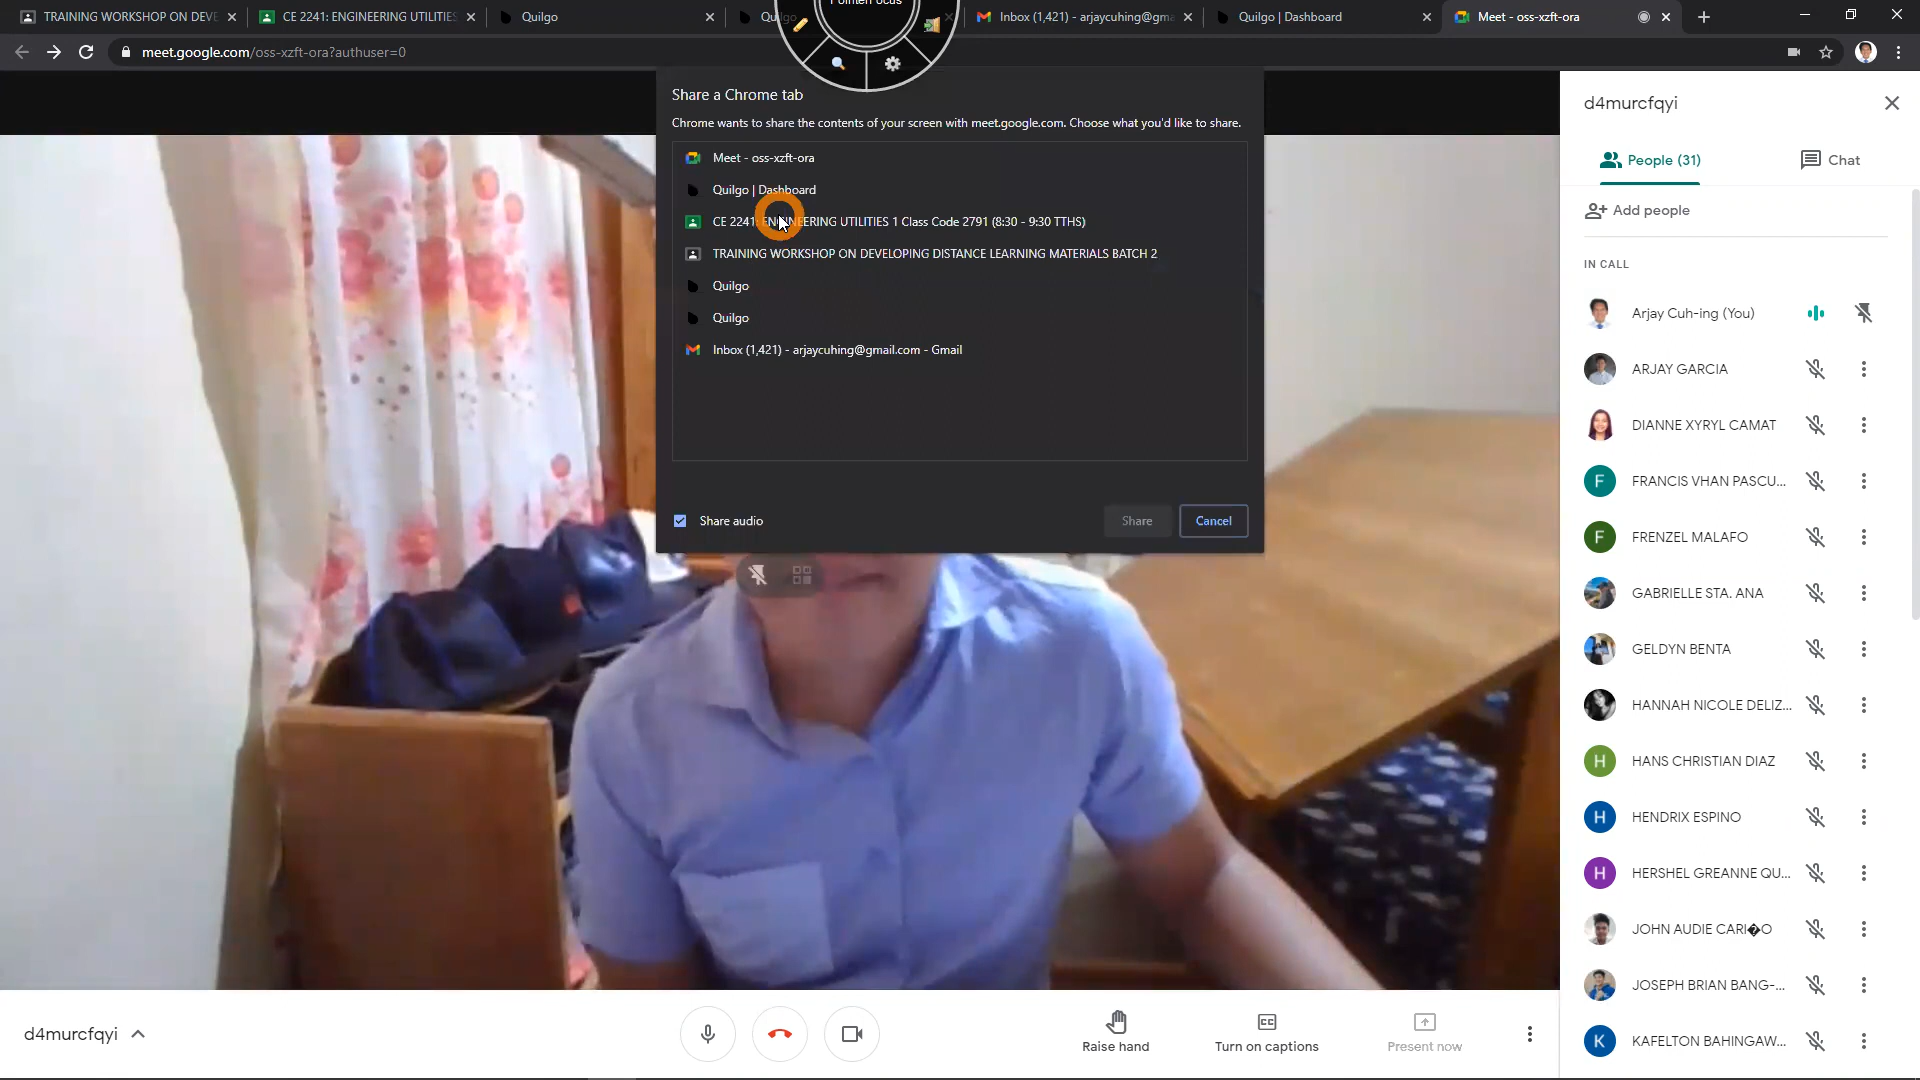 TRAINING WORKSHOP ON DEVE
CE 2241: ENGINEERING UTILITIES
Quilgo
Quilgo
Inbox (1,421) - arjaycuhing@gma
Quilgo | Dashboard
Meet - oss-xzft-ora
meet.google.com/oss-xzft-ora?authuser=0
Share a Chrome tab
Chrome wants to share the contents of your screen with meet.google.com. Choose what you'd like to share.
Meet - oss-xzft-ora
Quilgo | Dashboard
CE 2241: ENGINEERING UTILITIES 1 Class Code 2791 (8:30 - 9:30 TTHS)
TRAINING WORKSHOP ON DEVELOPING DISTANCE LEARNING MATERIALS BATCH 2
Quilgo
Quilgo
Inbox (1,421) - arjaycuhing@gmail.com - Gmail
Share audio
Share
Cancel
d4murcfqyi
People (31)
Chat
Add people
IN CALL
Arjay Cuh-ing (You)
ARJAY GARCIA
DIANNE XYRYL CAMAT
F FRANCIS VHAN PASCU...
F FRENZEL MALAFO
GABRIELLE STA. ANA
GELDYN BENTA
HANNAH NICOLE DELIZ...
H HANS CHRISTIAN DIAZ
H HENDRIX ESPINO
H HERSHEL GREANNE QU...
JOHN AUDIE CARI�O
JOSEPH BRIAN BANG-...
K KAFELTON BAHINGAW...
d4murcfqyi
Raise hand
Turn on captions
Present now